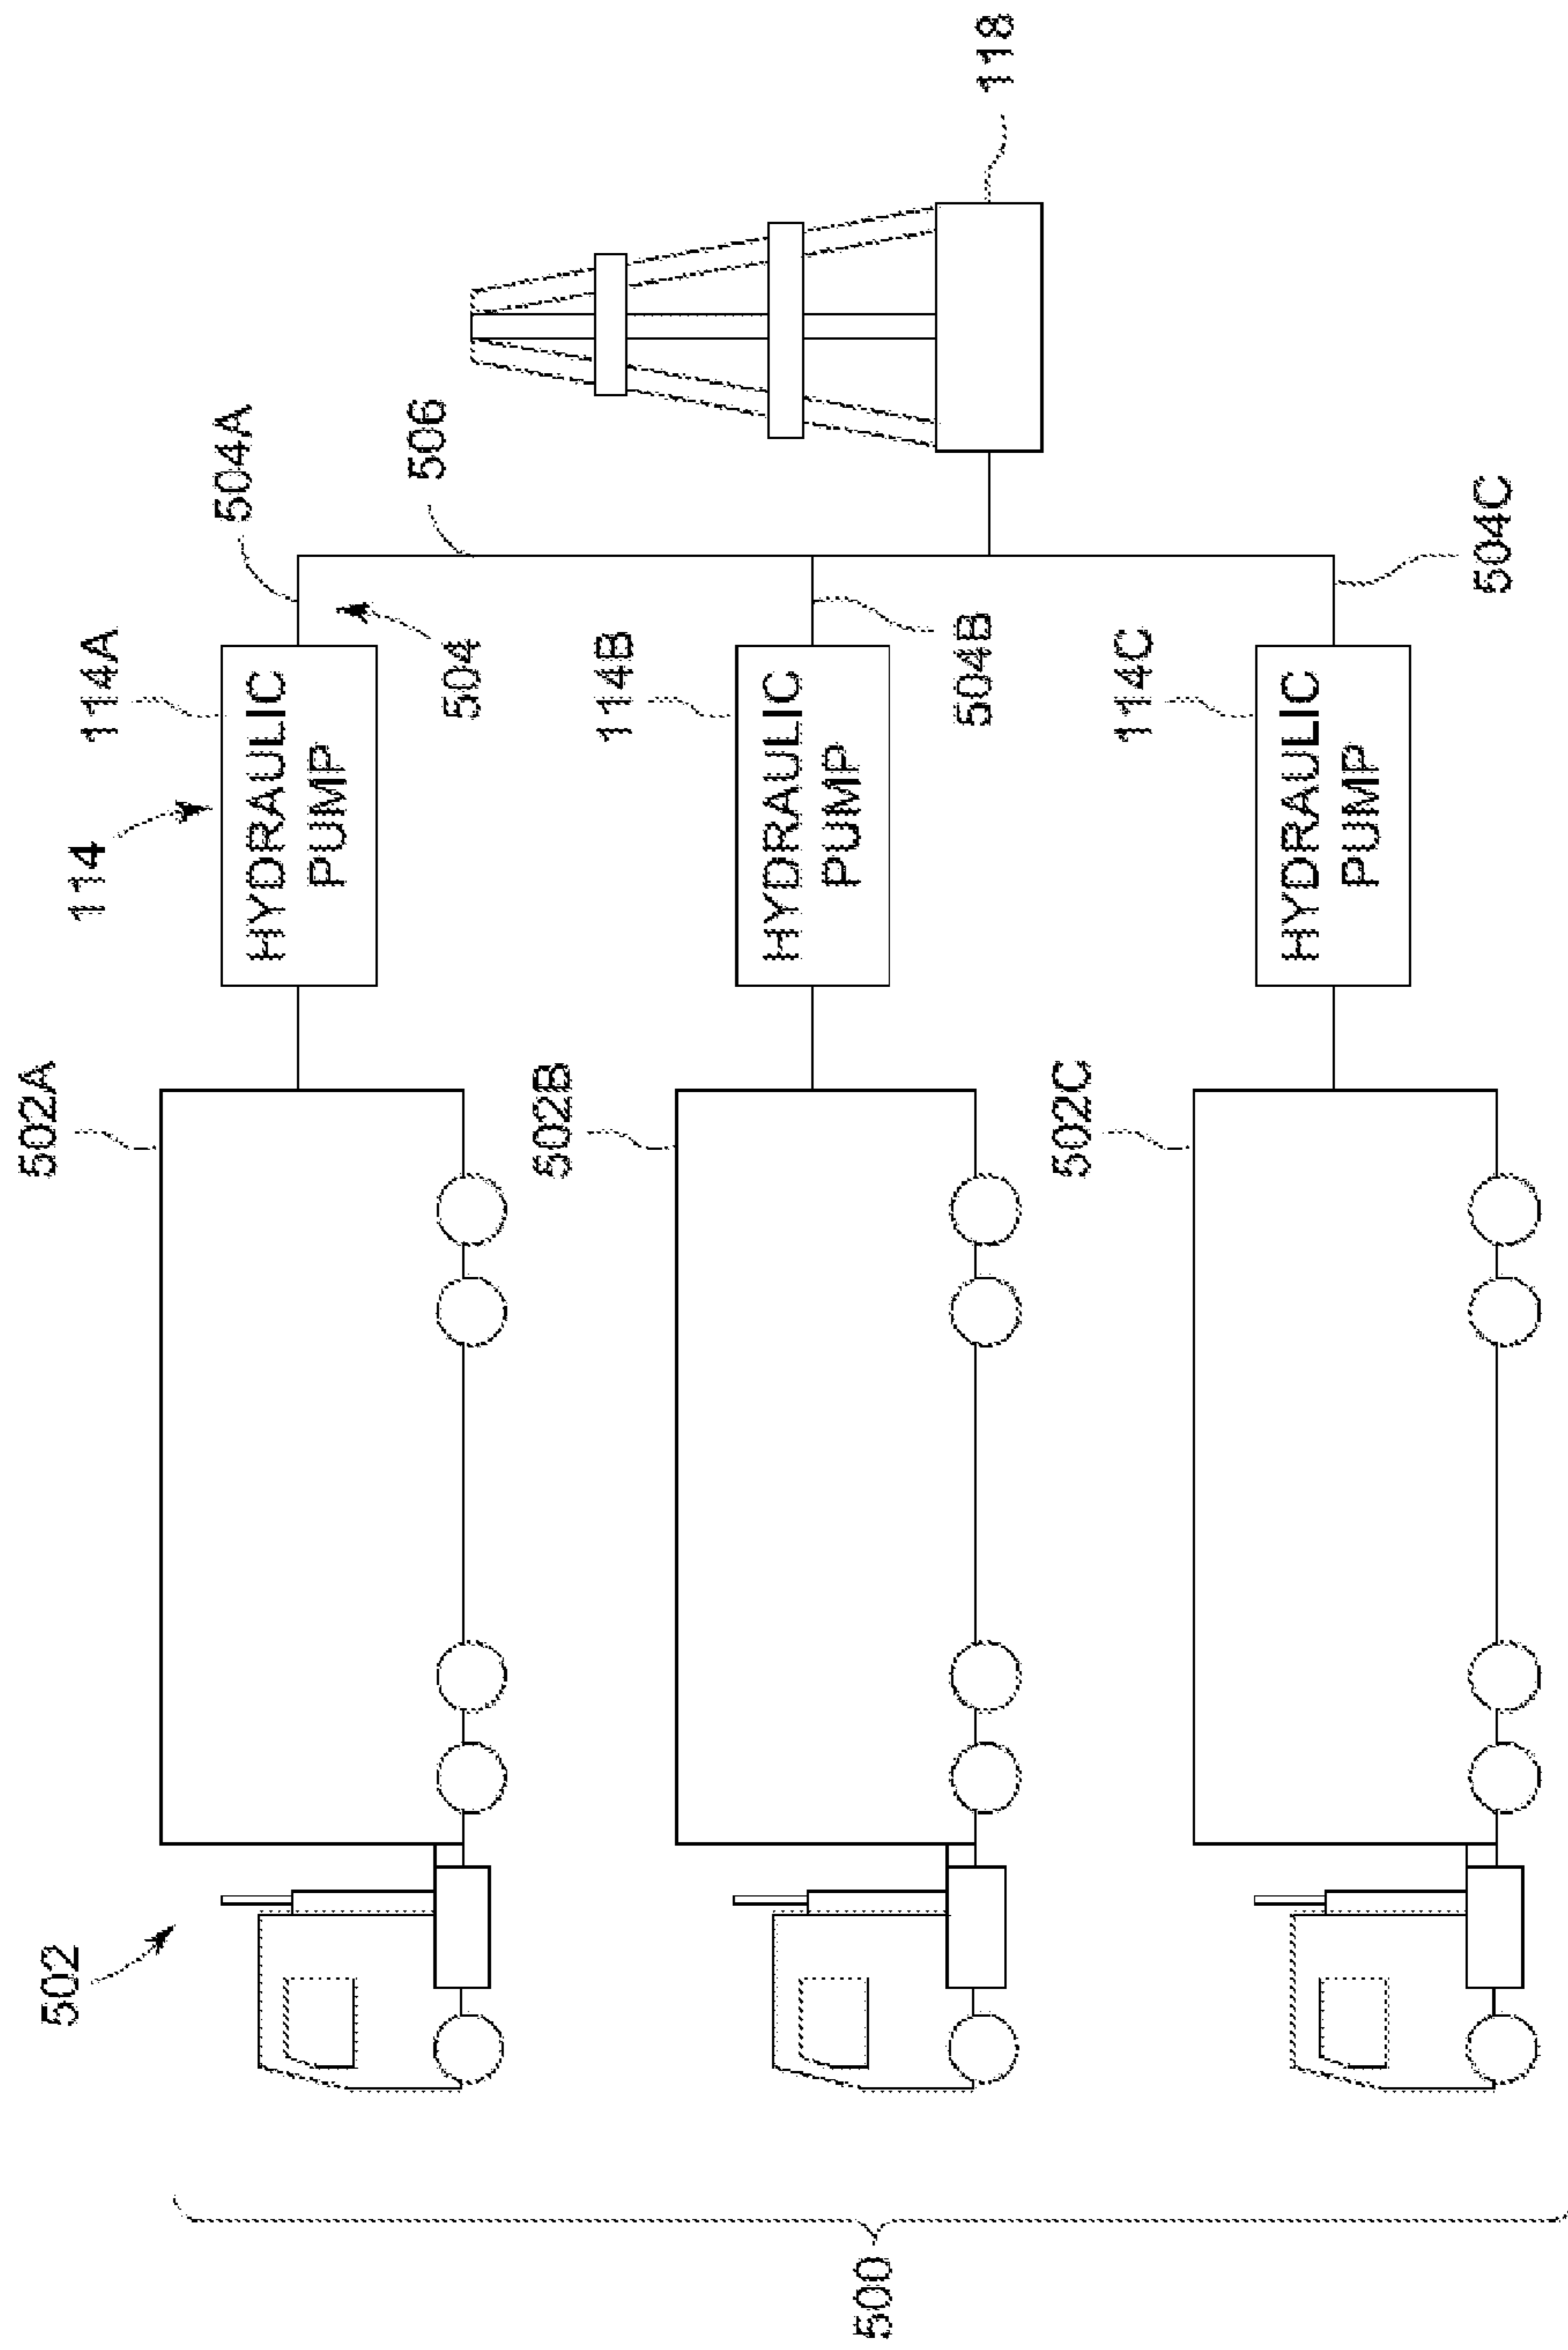 502A
502
114
114A
504A
HYDRAULIC
PUMP
506
504
502B
114B
HYDRAULIC
PUMP
500
504B
118
502C
114C
HYDRAULIC
PUMP
504C